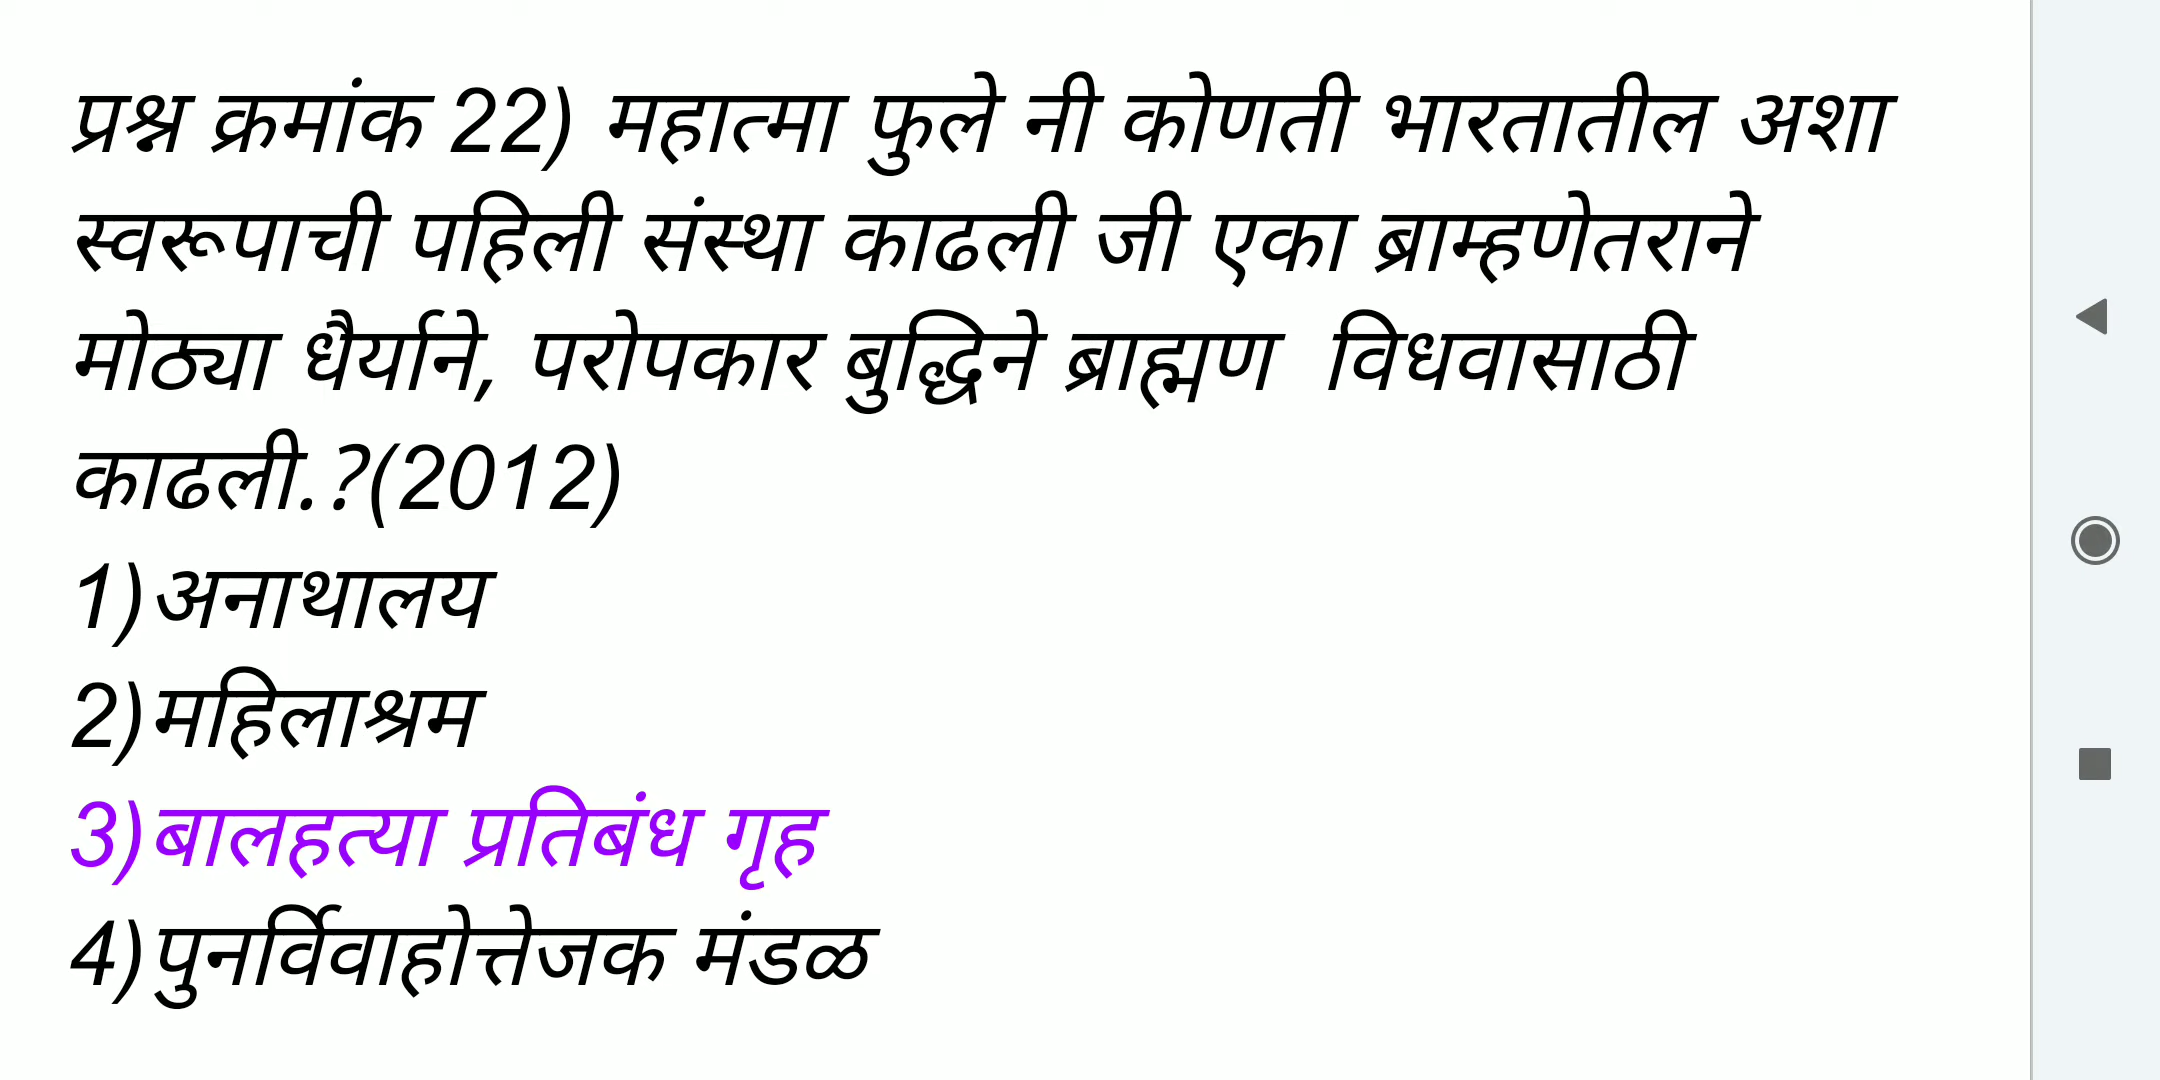 प्रश्न क्रमांक 22) महात्मा फुले नी कोणती भारतातील अशा
स्वरूपाची पहिली संस्था काढली जी एका ब्राम्हणेतराने
मोठ्या धैर्याने, परोपकार बुद्धिने ब्राह्मण विधवासाठी
काढली.?(2012)
1)अनाथालय
2)महिलाश्रम
3)बालहत्या प्रतिबंध गृह
4)पुनर्विवाहोत्तेजक मंडळ